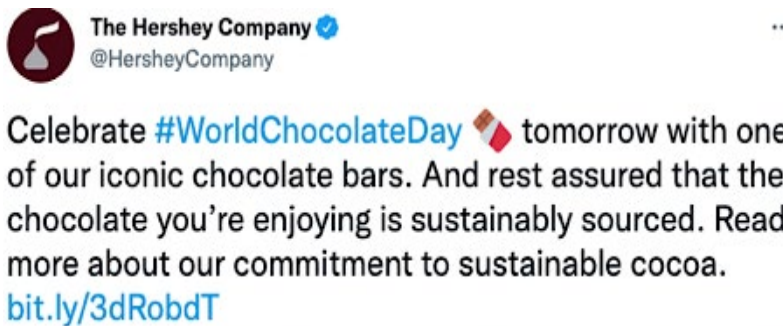 The Hershey Company
@HersheyCompany
Celebrate #WorldChocolateDay 🍫 tomorrow with one
of our iconic chocolate bars. And rest assured that the
chocolate you’re enjoying is sustainably sourced. Read
more about our commitment to sustainable cocoa.
bit.ly/3dRobdT